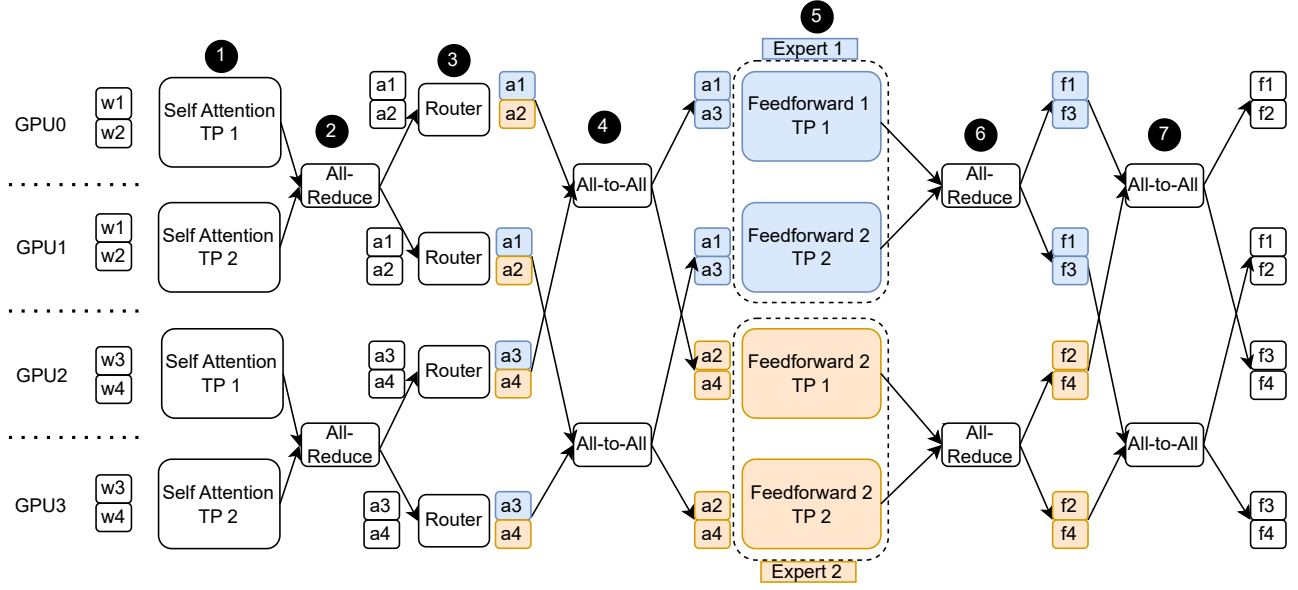 1
2
3
4
5
6
7
Expert 1
GPU0
w1
w2
Self Attention
TP 1
All-
Reduce
a1
a2
Router
a1
a2
All-to-All
a1
a3
Feedforward 1
TP 1
All-
Reduce
f1
f3
All-to-All
f1
f2
GPU1
w1
w2
Self Attention
TP 2
a1
a2
Router
a1
a2
a1
a3
Feedforward 2
TP 2
f1
f3
f1
f2
GPU2
w3
w4
Self Attention
TP 1
All-
Reduce
a3
a4
Router
a3
a4
All-to-All
a2
a4
Feedforward 2
TP 1
All-
Reduce
f2
f4
All-to-All
f3
f4
GPU3
w3
w4
Self Attention
TP 2
a3
a4
Router
a3
a4
a2
a4
Feedforward 2
TP 2
f2
f4
f3
f4
Expert 2